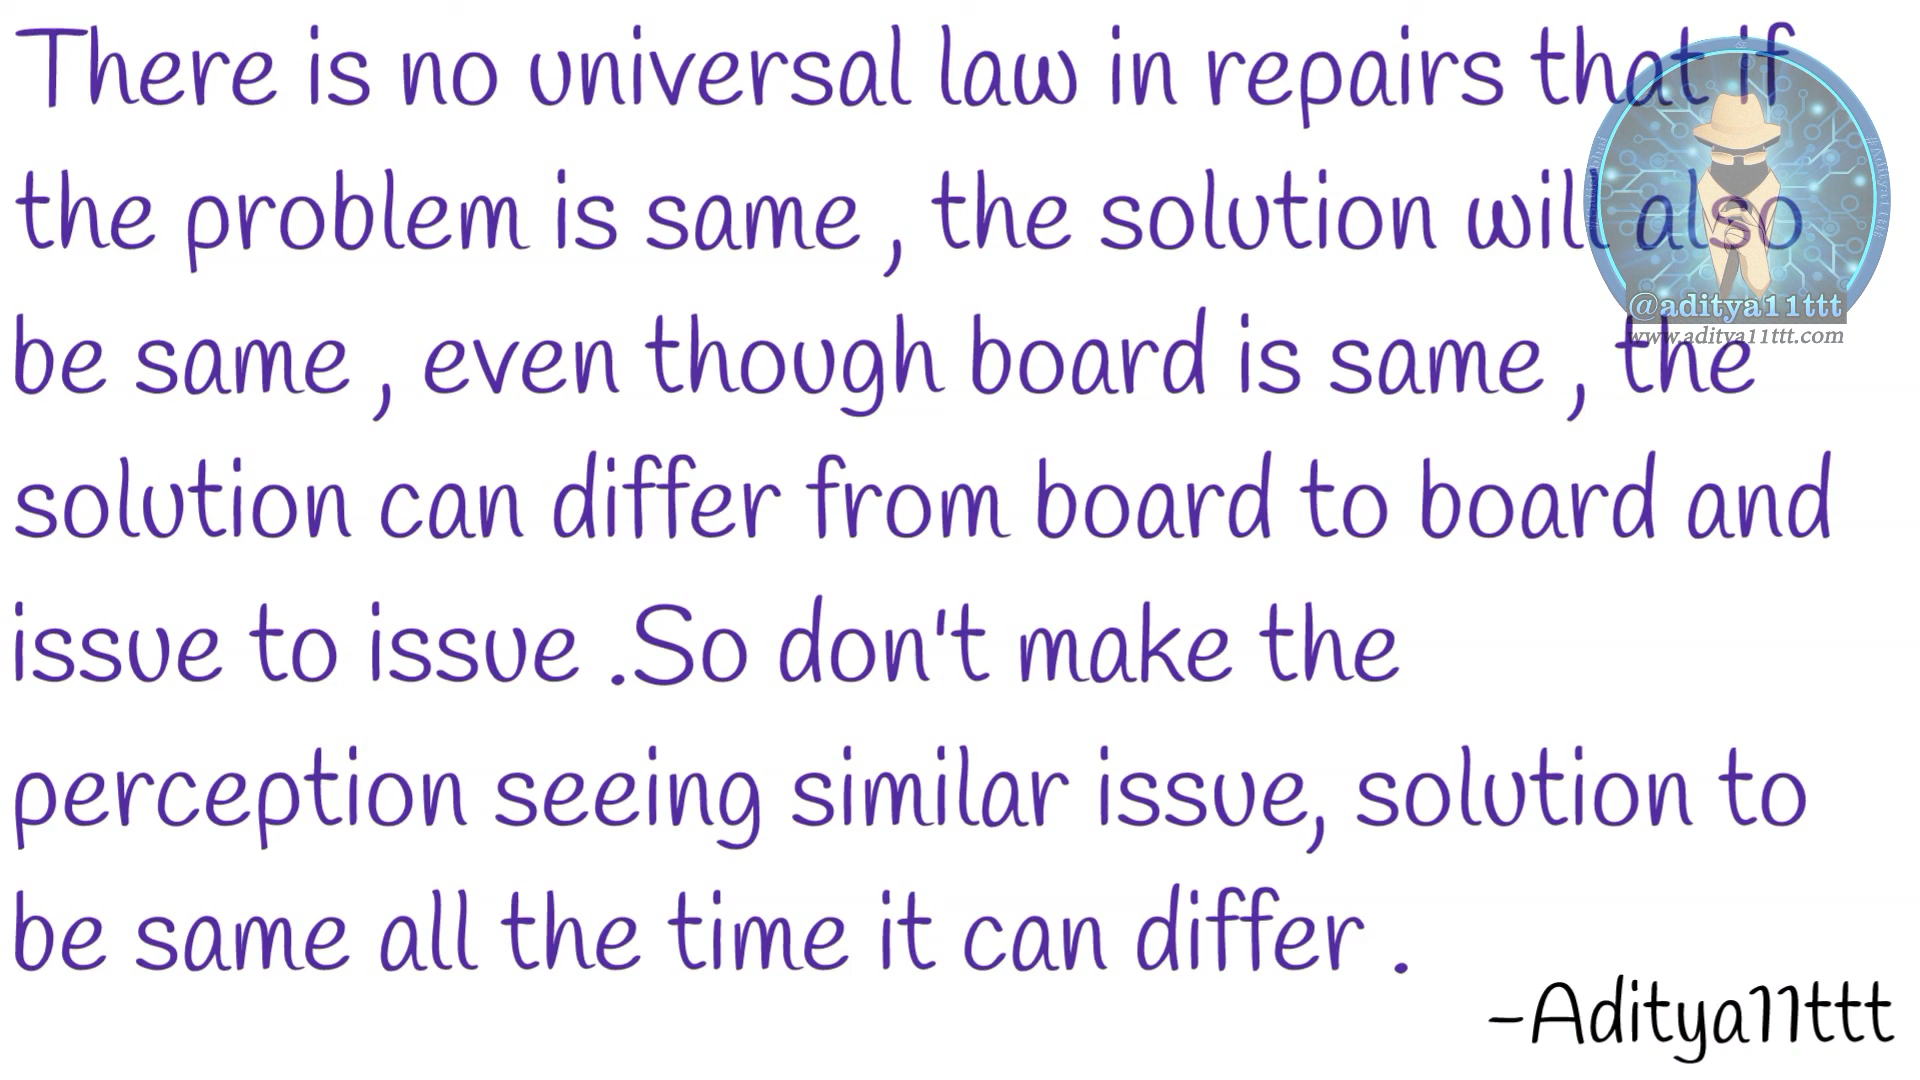 There is no universal law in repairs that if
the problem is same , the solution will also
be same , even though board is same , the
solution can differ from board to board and
issue to issue .So don't make the
perception seeing similar issue, solution to
be same all the time it can differ .
-Aditya11ttt
@aditya11ttt
www.aditya11ttt.com